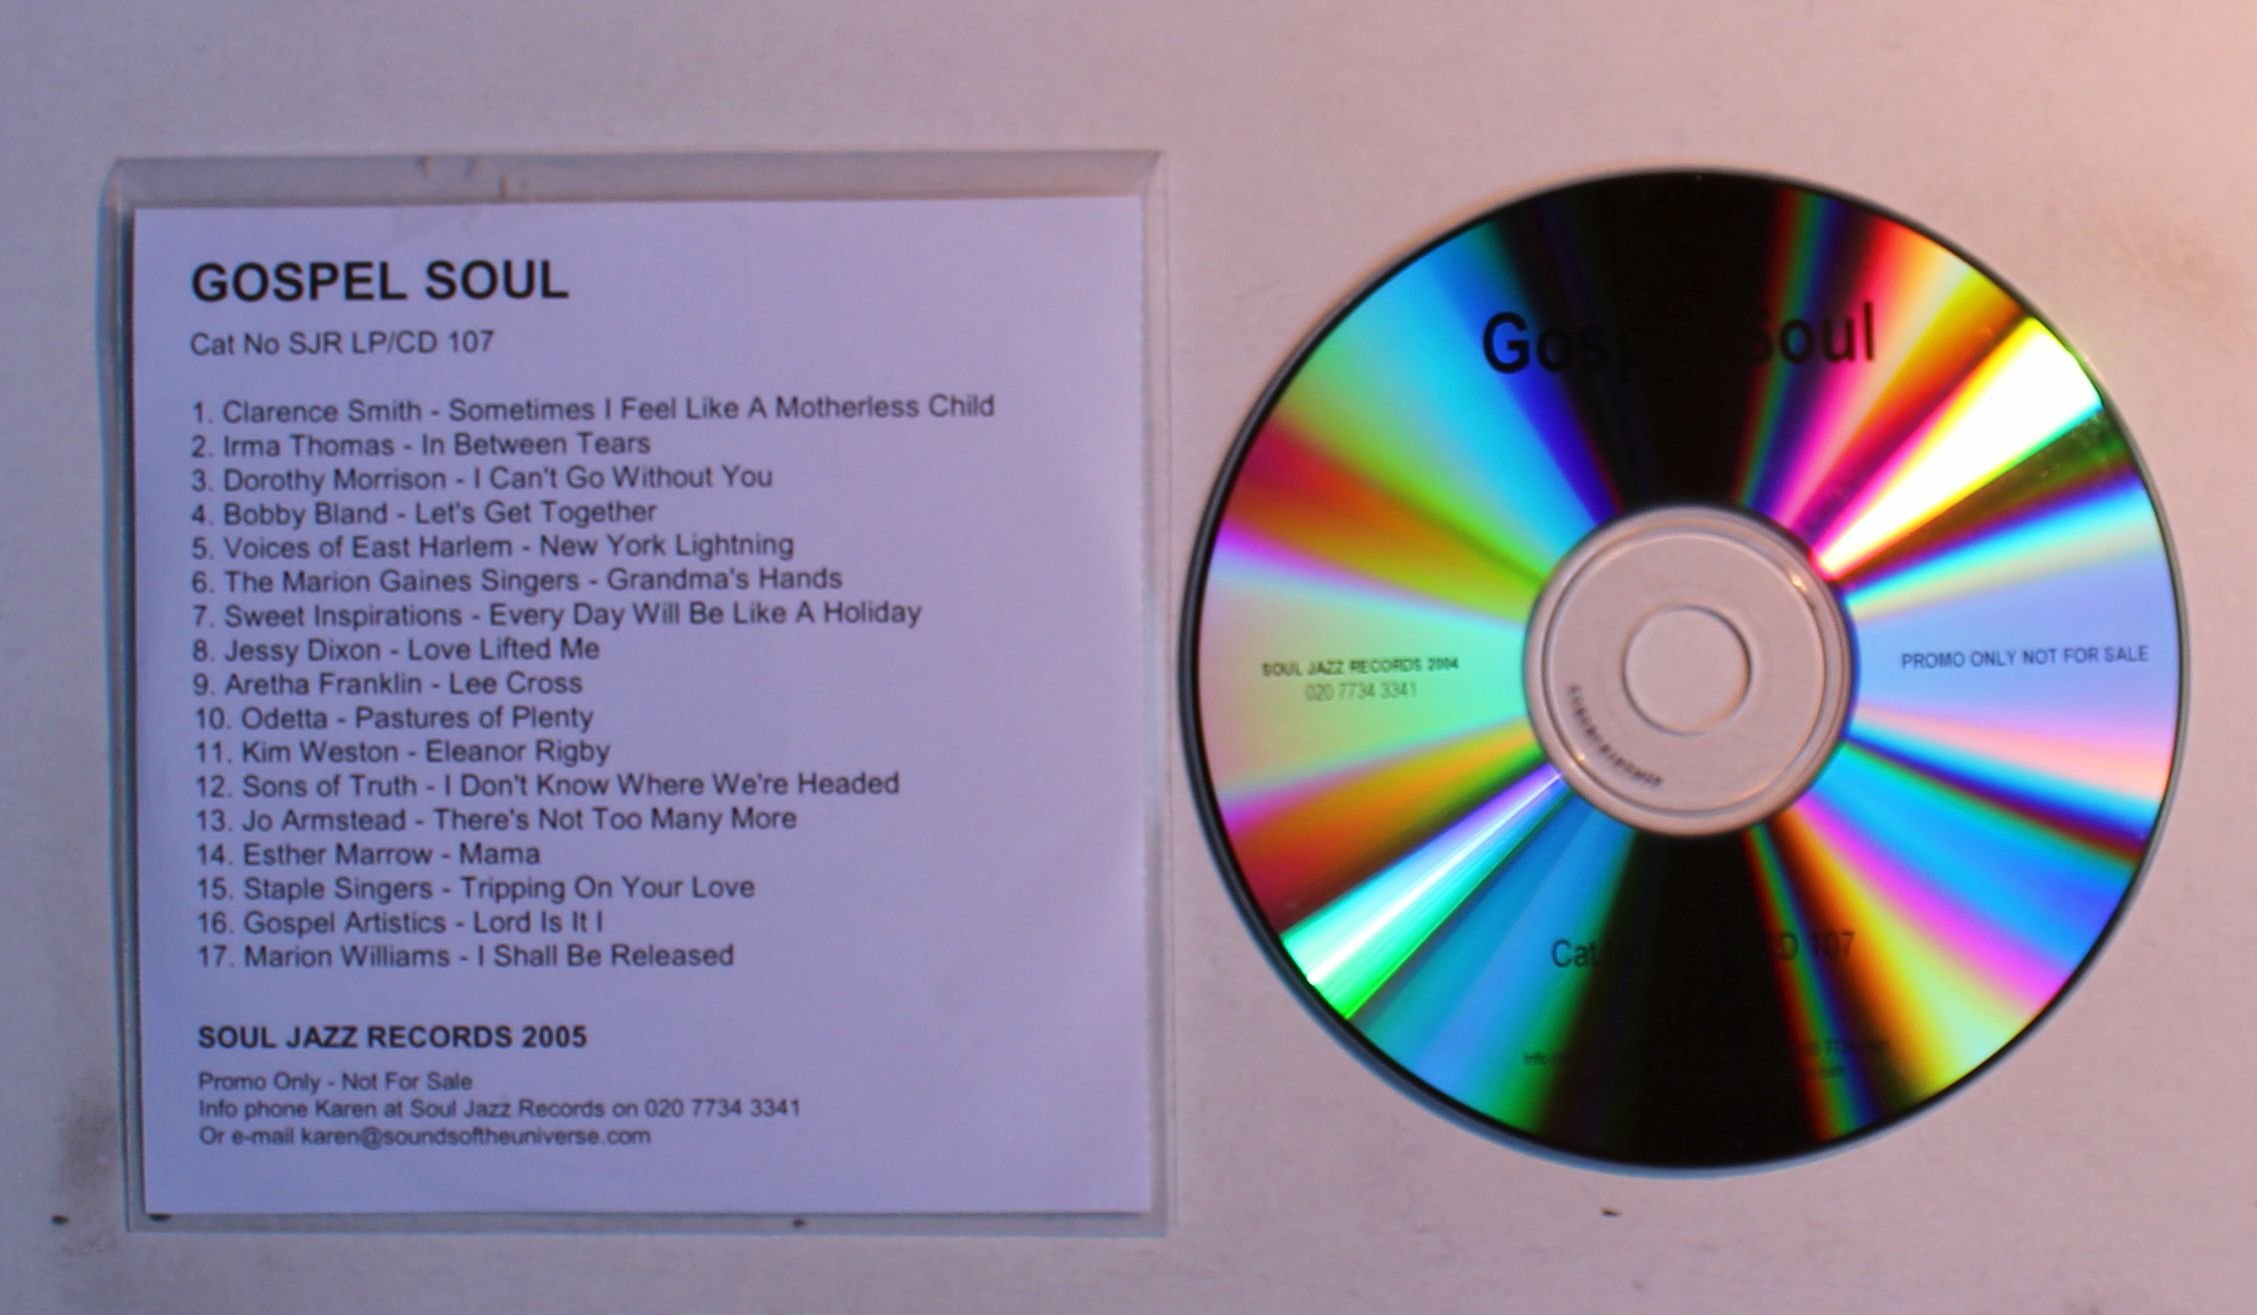 GOSPEL SOUL
Cat No SJR LP/CD 107
1. Clarence Smith - Sometimes I Feel Like A Motherless Child
2. Irma Thomas - In Between Tears
3. Dorothy Morrison - I Can't Go Without You
4. Bobby Bland - Let's Get Together
5. Voices of East Harlem - New York Lightning
6. The Marion Gaines Singers - Grandma's Hands
7. Sweet Inspirations - Every Day Will Be Like A Holiday
8. Jessy Dixon - Love Lifted Me
9. Aretha Franklin - Lee Cross
10. Odetta - Pastures of Plenty
11. Kim Weston - Eleanor Rigby
12. Sons of Truth - I Don't Know Where We're Headed
13. Jo Armstead - There's Not Too Many More
14. Esther Marrow - Mama
15. Staple Singers - Tripping On Your Love
16. Gospel Artistics - Lord Is It I
17. Marion Williams - I Shall Be Released
SOUL JAZZ RECORDS 2005
Promo Only - Not For Sale
Info phone Karen at Soul Jazz Records on 020 7734 3341
Or e-mail karen@soundsoftheuniverse.com
Gospel Soul
SOUL JAZZ RECORDS 2004
020 7734 3341
PROMO ONLY NOT FOR SALE
Cat No CD 107